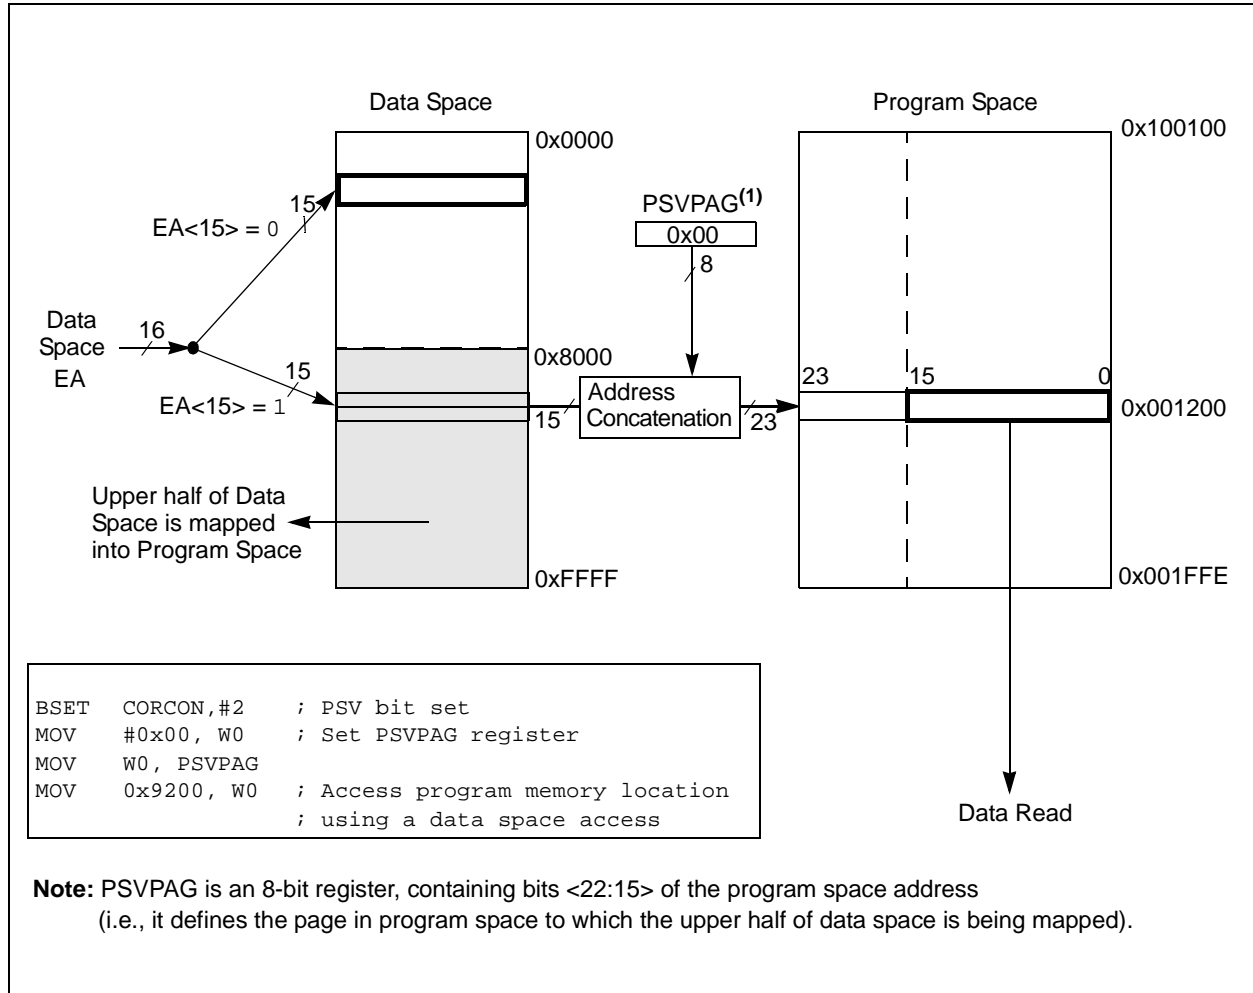 Data Space
Program Space
0x0000
0x100100
15
PSVPAG(1)
EA<15> = 0
0x00
8
Data
Space
EA
16
0x8000
15
23
15
0
Address
Concatenation
EA<15> = 1
15
23
0x001200
Upper half of Data
Space is mapped
into Program Space
0xFFFF
0x001FFE
BSET CORCON,#2 ; PSV bit set
MOV #0x00, W0 ; Set PSVPAG register
MOV W0, PSVPAG
MOV 0x9200, W0 ; Access program memory location
; using a data space access
Data Read
Note: PSVPAG is an 8-bit register, containing bits <22:15> of the program space address
(i.e., it defines the page in program space to which the upper half of data space is being mapped).